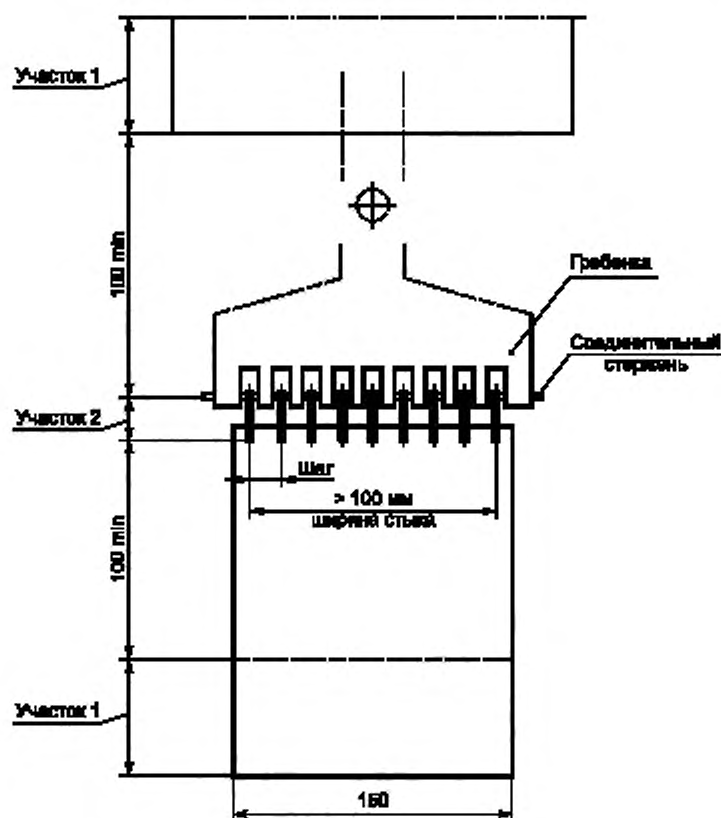 Участок 1
100 min
Гребенка
Соединительный
стержень
Участок 2
Шаг
> 100 мм
ширина стыка
100 min
Участок 1
150